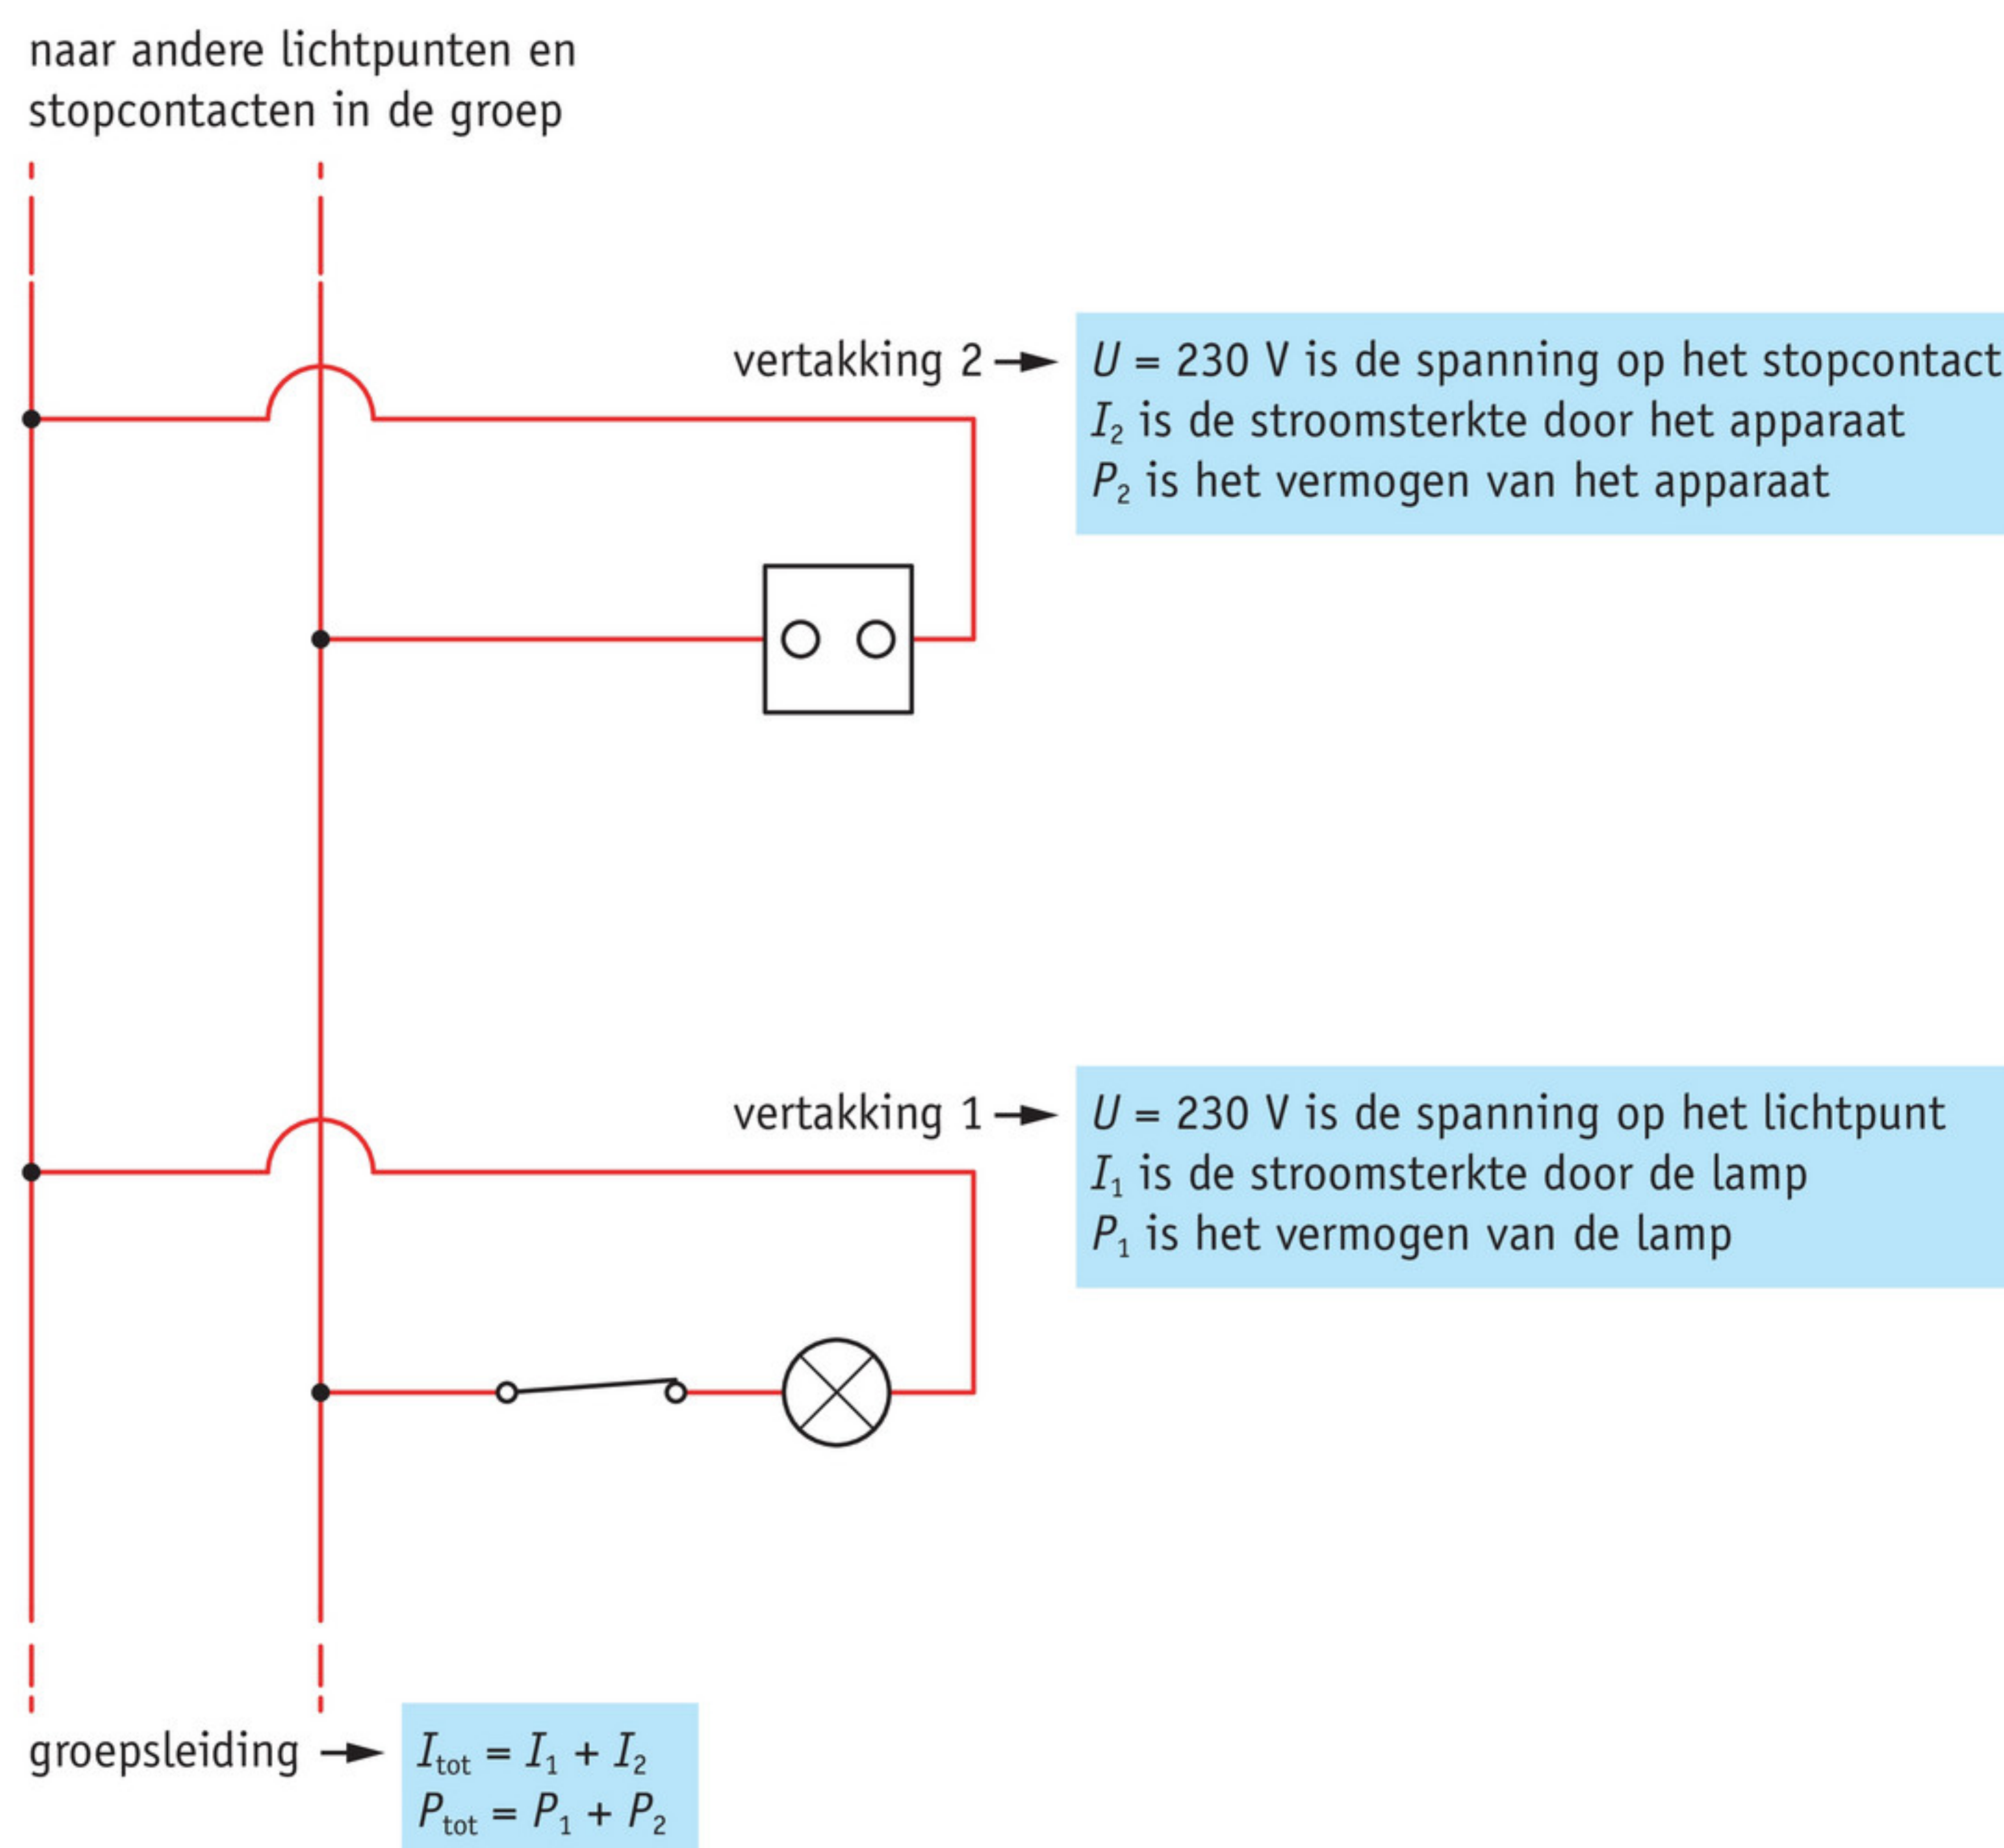 naar andere lichtpunten en
stopcontacten in de groep
vertakking 2
U = 230 V is de spanning op het stopcontact
I₂ is de stroomsterkte door het apparaat
P₂ is het vermogen van het apparaat
vertakking 1
U = 230 V is de spanning op het lichtpunt
I₁ is de stroomsterkte door de lamp
P₁ is het vermogen van de lamp
groepsleiding
Itot = I₁ + I₂
Ptot = P₁ + P₂